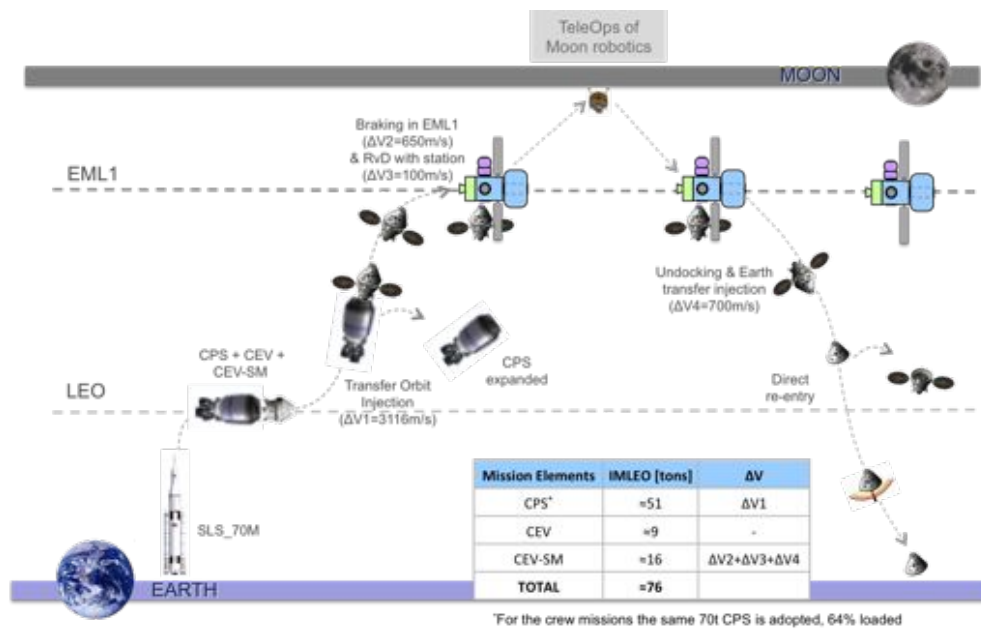 TeleOps of
Moon robotics
MOON
Braking in EML1
(ΔV2=650m/s)
& RvD with station
(ΔV3=100m/s)
EML1
Undocking & Earth
transfer injection
(ΔV4=700m/s)
CPS + CEV +
CEV-SM
CPS
expanded
LEO
Transfer Orbit
Injection
(ΔV1=3116m/s)
Direct
re-entry
SLS_70M
Mission Elements IMLEO [tons] ΔV
CPS* ≈51 ΔV1
CEV ≈9 -
CEV-SM ≈16 ΔV2+ΔV3+ΔV4
TOTAL ≈76
EARTH
*For the crew missions the same 70t CPS is adopted, 64% loaded